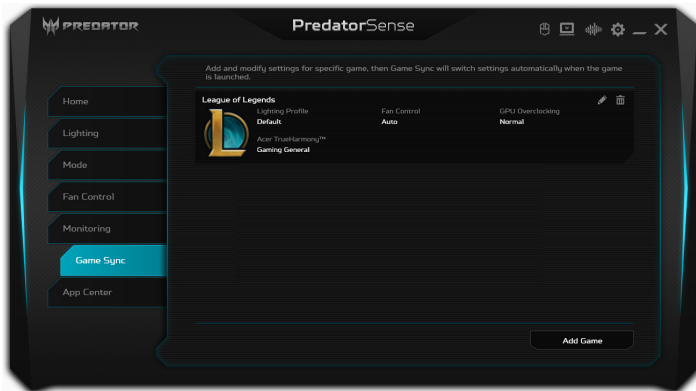 PREDATOR
PredatorSense
Add and modify settings for specific game, then Game Sync will switch settings automatically when the game
is launched.
Home
Lighting
Mode
Fan Control
Monitoring
Game Sync
App Center
League of Legends
Lighting Profile
Default
Fan Control
Auto
GPU Overclocking
Normal
Acer TrueHarmony™
Gaming General
Add Game